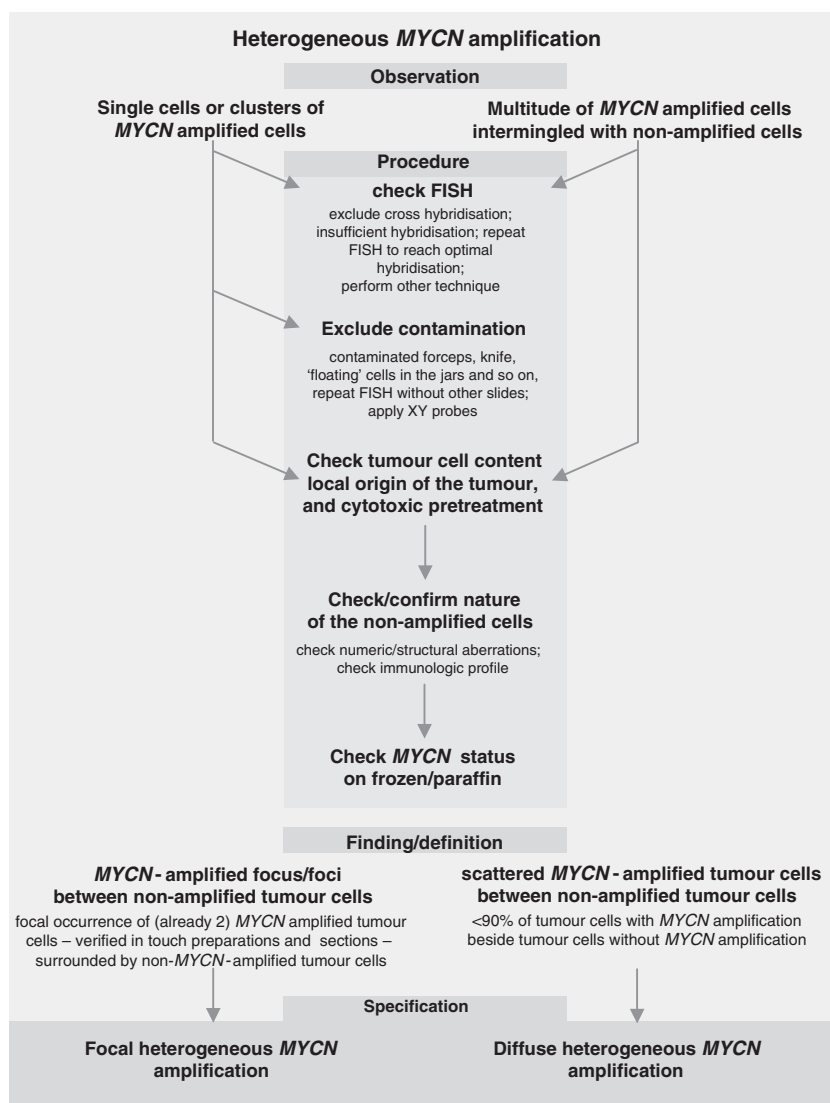 Heterogeneous MYCN amplification
Observation
Single cells or clusters of
MYCN amplified cells
Multitude of MYCN amplified cells
intermingled with non-amplified cells
Procedure
check FISH
exclude cross hybridisation;
insufficient hybridisation; repeat
FISH to reach optimal
hybridisation;
perform other technique
Exclude contamination
contaminated forceps, knife,
‘floating’ cells in the jars and so on,
repeat FISH without other slides;
apply XY probes
Check tumour cell content
local origin of the tumour,
and cytotoxic pretreatment
Check/confirm nature
of the non-amplified cells
check numeric/structural aberrations;
check immunologic profile
Check MYCN status
on frozen/paraffin
Finding/definition
MYCN - amplified focus/foci
between non-amplified tumour cells
focal occurrence of (already 2) MYCN amplified tumour
cells – verified in touch preparations and sections –
surrounded by non-MYCN-amplified tumour cells
scattered MYCN - amplified tumour cells
between non-amplified tumour cells
<90% of tumour cells with MYCN amplification
beside tumour cells without MYCN amplification
Specification
Focal heterogeneous MYCN
amplification
Diffuse heterogeneous MYCN
amplification